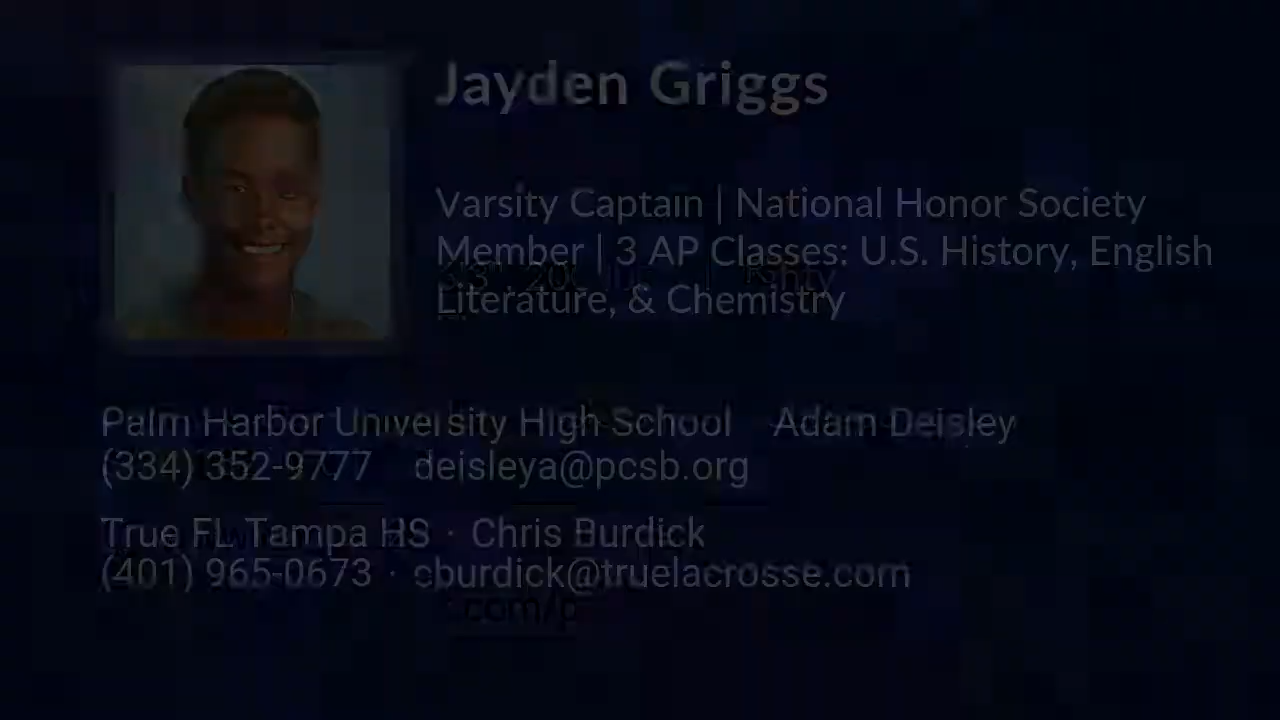 Jayden Griggs
Varsity Captain | National Honor Society
Member | 3 AP Classes: U.S. History, English
Literature, & Chemistry
Palm Harbor University High School Adam Deisley
(334) 352-9777 deisleya@pcsb.org
True FL Tampa HS · Chris Burdick
(401) 965-0673 · cburdick@truelacrosse.com